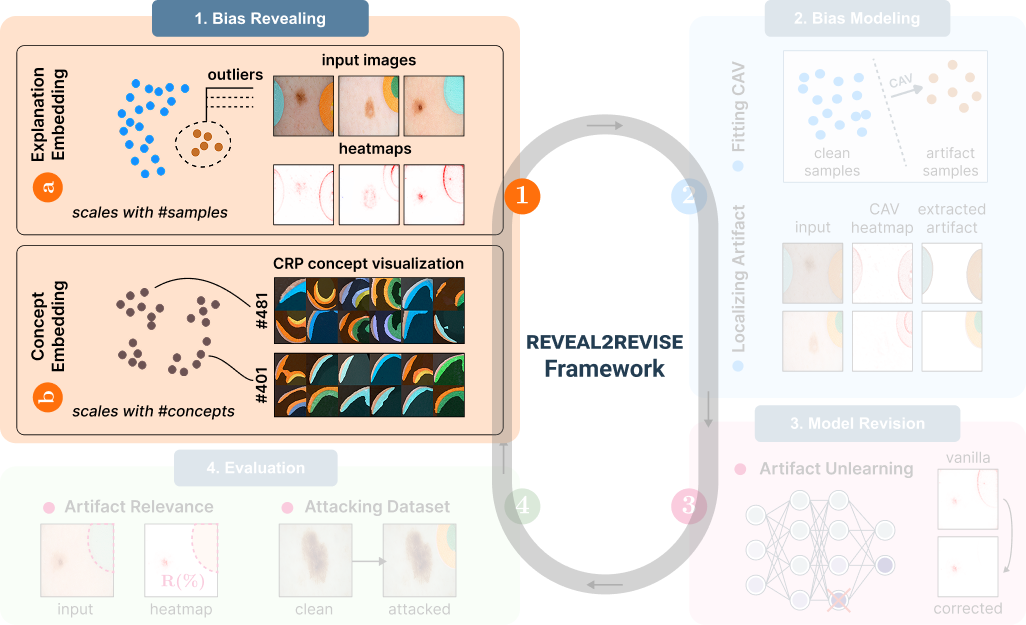 1. Bias Revealing
Explanation
Embedding
a
outliers
input images
heatmaps
scales with #samples
Concept
Embedding
b
CRP concept visualization
#481
#401
scales with #concepts
1
2
3
4
REVEAL2REVISE
Framework
2. Bias Modeling
Fitting CAV
CAV
clean
samples
artifact
samples
Localizing Artifact
input
CAV
heatmap
extracted
artifact
3. Model Revision
Artifact Unlearning
vanilla
corrected
4. Evaluation
Artifact Relevance
R(%)
input
heatmap
Attacking Dataset
clean
attacked